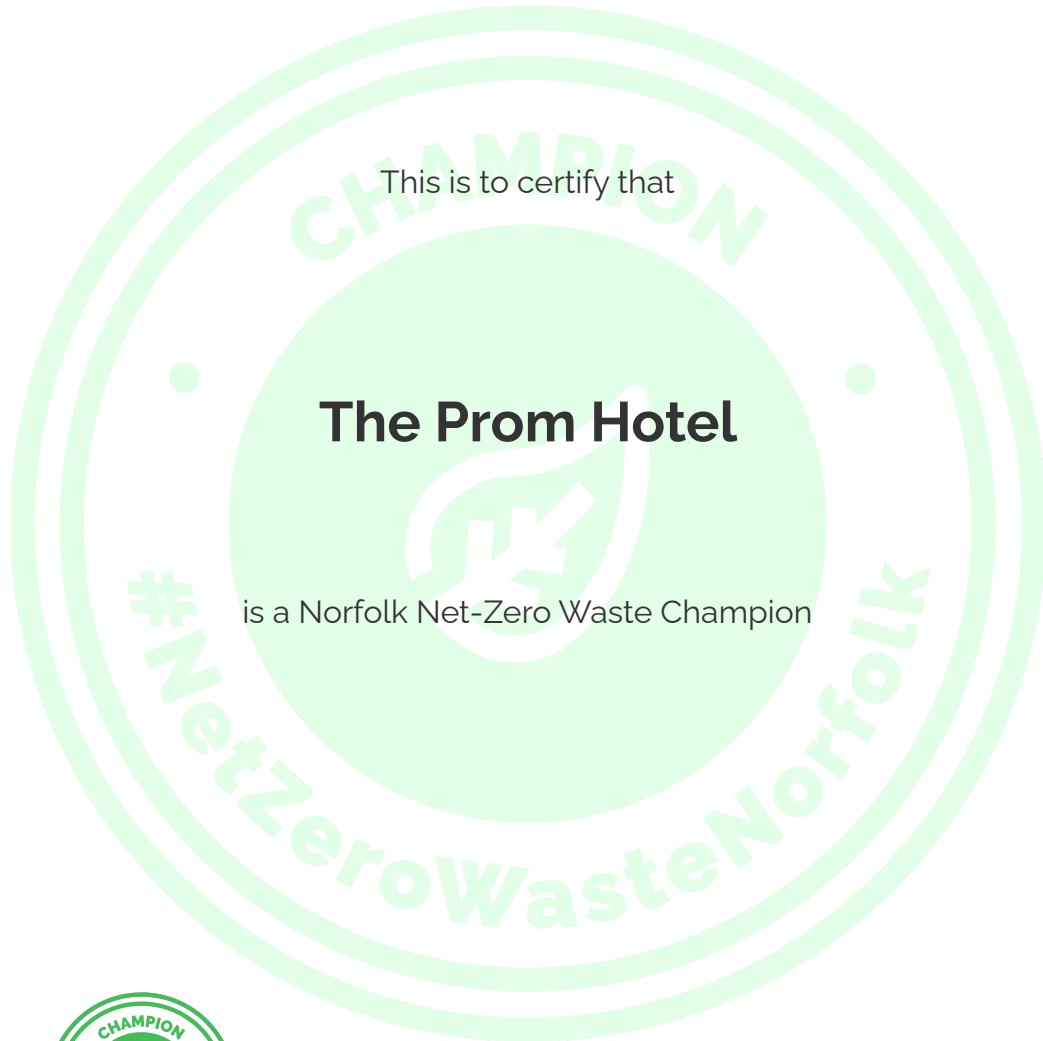 CHAMPION
This is to certify that
The Prom Hotel
is a Norfolk Net-Zero Waste Champion
#NetZeroWasteNorfolk
CHAMPION